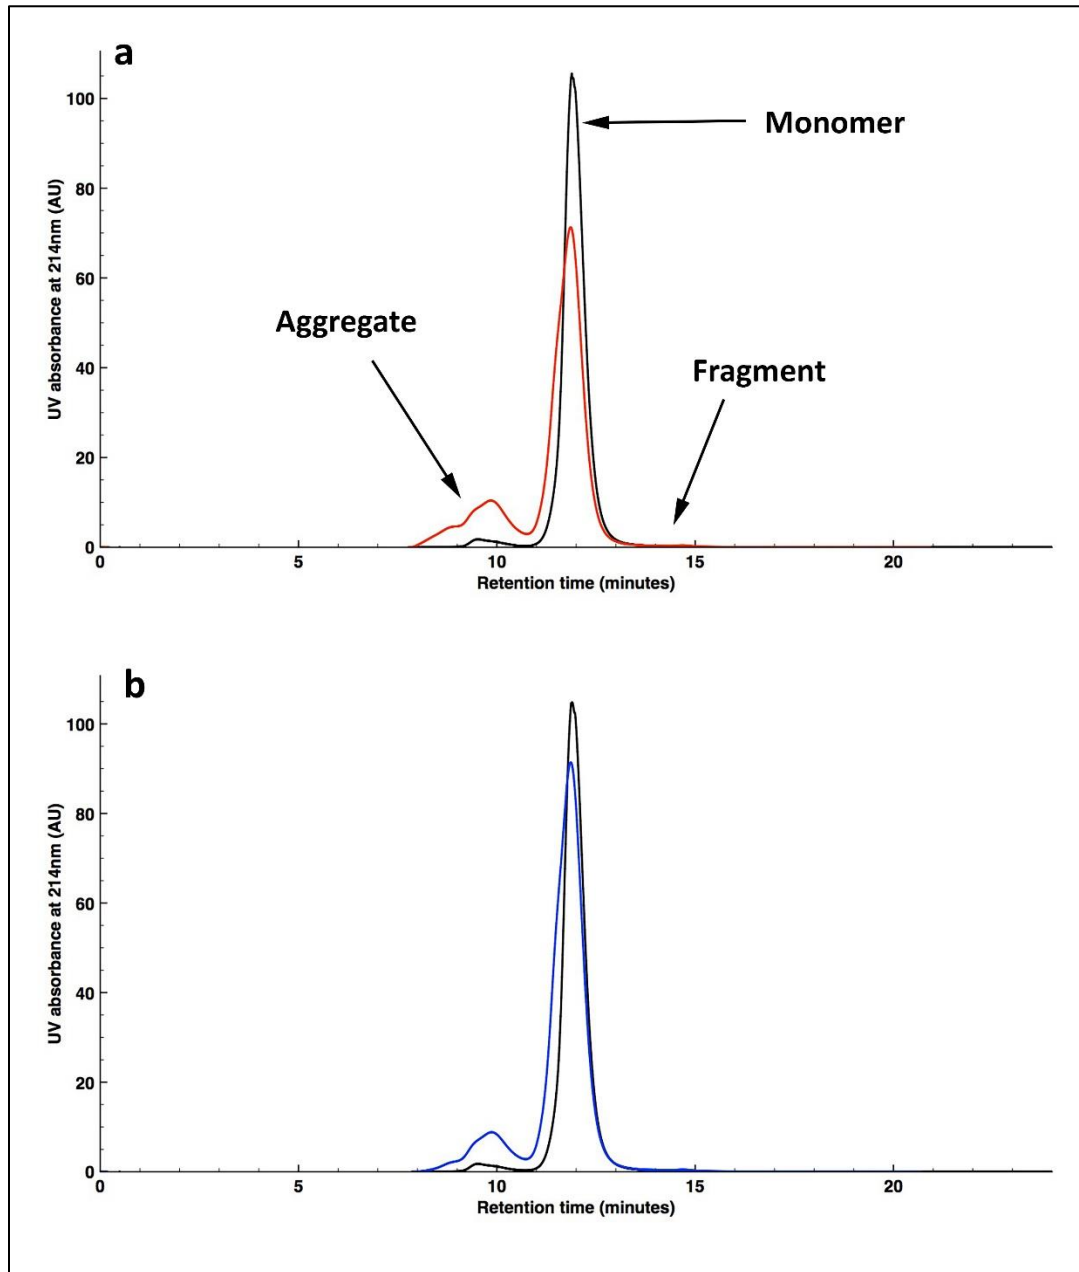 a
100
80
60
40
20
0
UV absorbance at 214nm (AU)
Monomer
Aggregate
Fragment
0 5 10 15 20
Retention time (minutes)
b
100
80
60
40
20
0
UV absorbance at 214nm (AU)
0 5 10 15 20
Retention time (minutes)